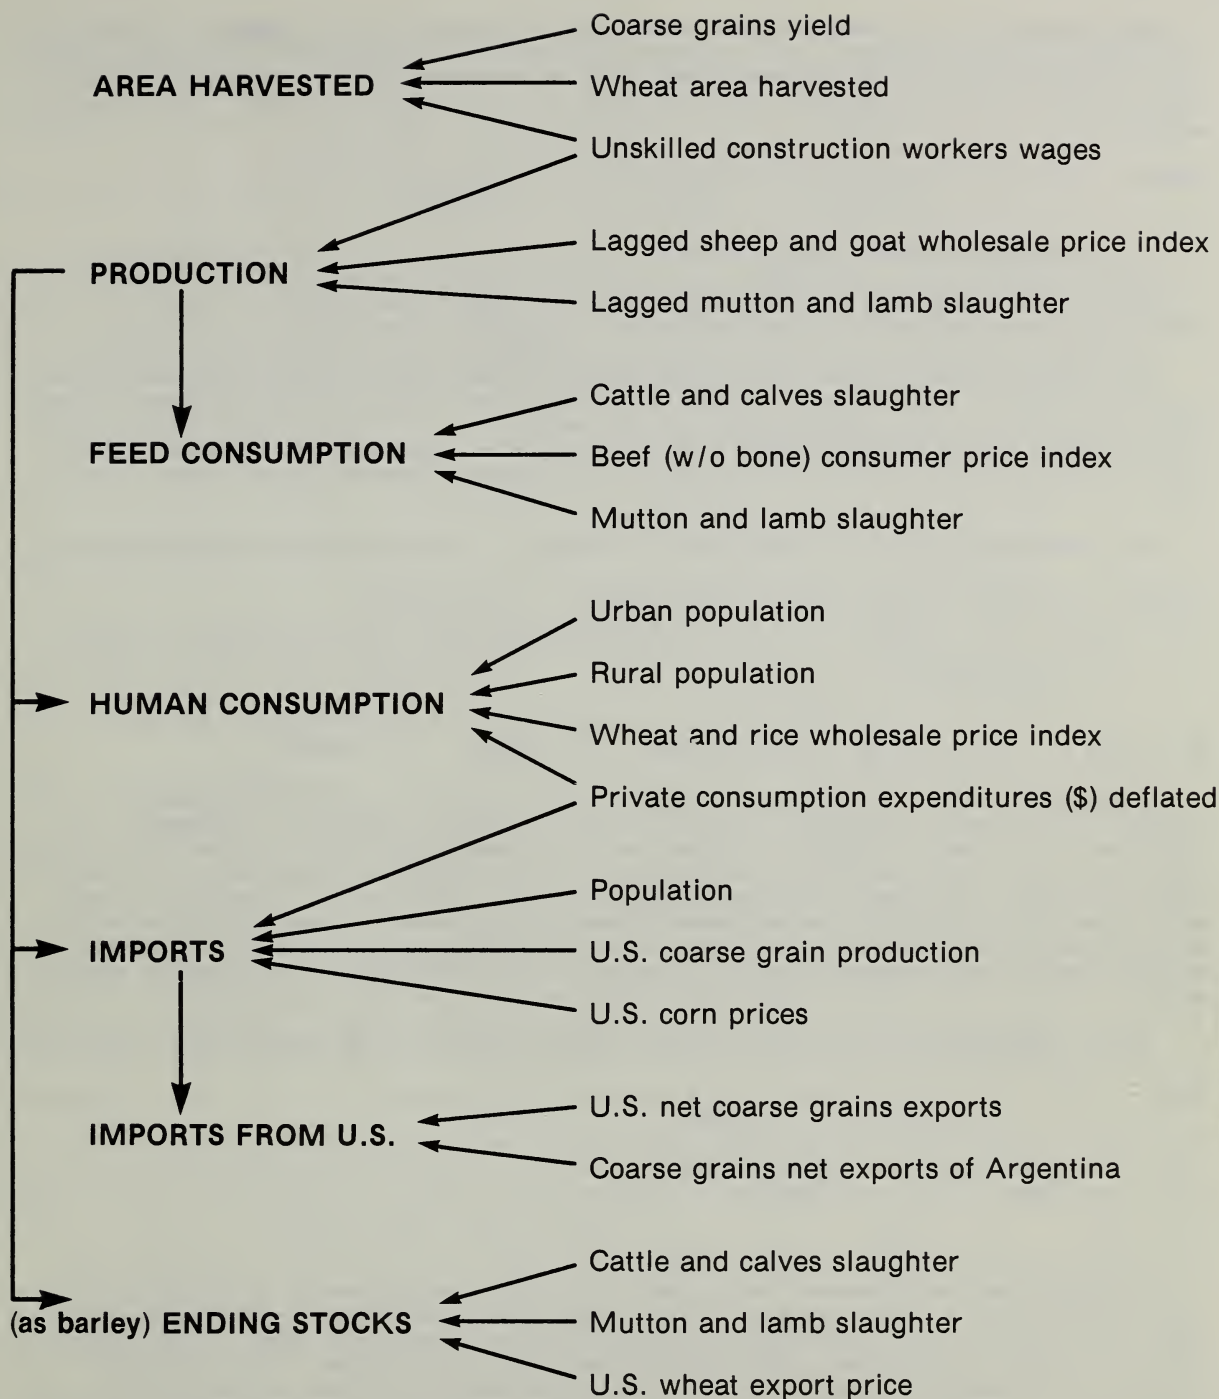 Coarse grains yield
AREA HARVESTED
Wheat area harvested
Unskilled construction workers wages
Lagged sheep and goat wholesale price index
PRODUCTION
Lagged mutton and lamb slaughter
Cattle and calves slaughter
FEED CONSUMPTION
Beef (w/o bone) consumer price index
Mutton and lamb slaughter
Urban population
Rural population
HUMAN CONSUMPTION
Wheat and rice wholesale price index
Private consumption expenditures ($) deflated
Population
IMPORTS
U.S. coarse grain production
U.S. corn prices
U.S. net coarse grains exports
IMPORTS FROM U.S.
Coarse grains net exports of Argentina
Cattle and calves slaughter
(as barley) ENDING STOCKS
Mutton and lamb slaughter
U.S. wheat export price